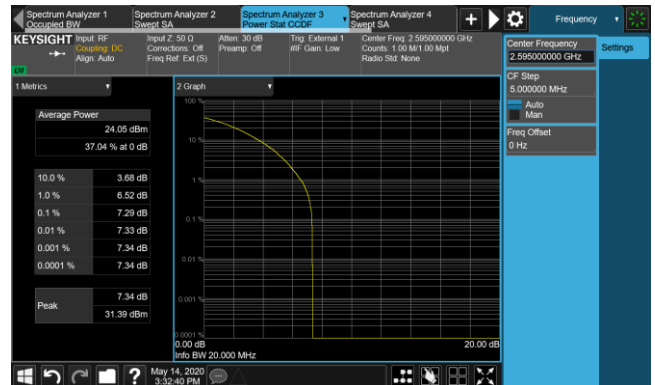 Spectrum Analyzer 1
Occupied BW
Spectrum Analyzer 2
Swept SA
Spectrum Analyzer 3
Power Stat CCDF
Spectrum Analyzer 4
Swept SA
+
Frequency
KEYSIGHT
Input: RF
Coupling: DC
Align: Auto
Input Z: 50 Ω
Corrections: Off
Freq Ref: Ext (S)
Atten: 30 dB
Preamp: Off
Trig: External 1
#IF Gain: Low
Center Freq: 2.595000000 GHz
Counts: 1.00 M/1.00 Mpt
Radio Std: None
Center Frequency
2.595000000 GHz
Settings
CF Step
5.000000 MHz
Auto
Man
Freq Offset
0 Hz
1 Metrics
Average Power
24.05 dBm
37.04 % at 0 dB
10.0 % 3.68 dB
1.0 % 6.52 dB
0.1 % 7.29 dB
0.01 % 7.33 dB
0.001 % 7.34 dB
0.0001 % 7.34 dB
Peak
7.34 dB
31.39 dBm
2 Graph
100 %
10 %
1 %
0.1 %
0.01 %
0.001 %
0.0001 %
0.00 dB
20.00 dB
Info BW 20.000 MHz
?
May 14, 2020
3:32:40 PM